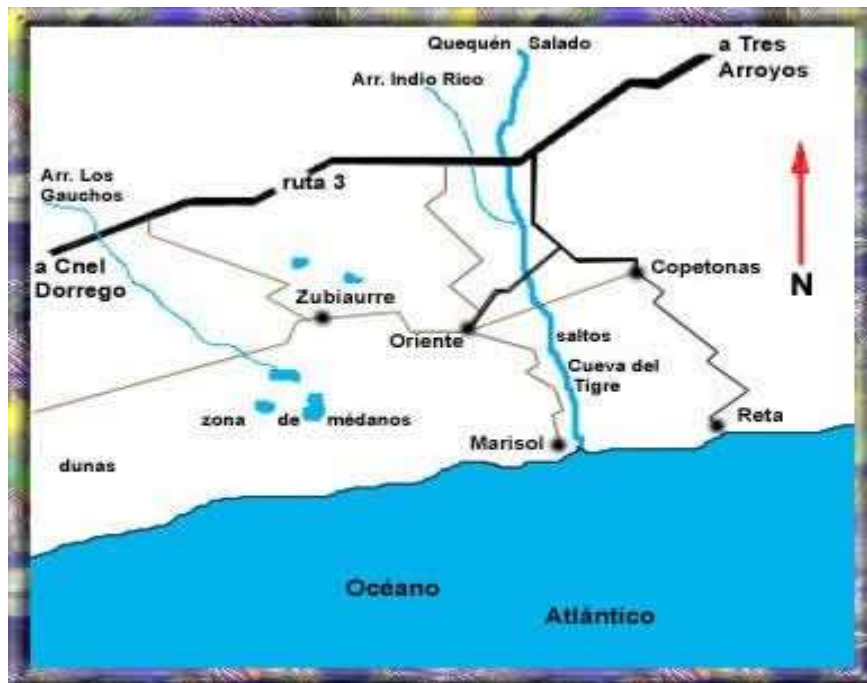 Quequén Salado
a Tres
Arroyos
Arr. Indio Rico
Arr. Los
Gauchos
ruta 3
a Cnel
Dorrego
Copetonas
N
Zubiaurre
Oriente
saltos
Cueva del
Tigre
zona de médanos
Reta
Marisol
dunas
Océano
Atlántico